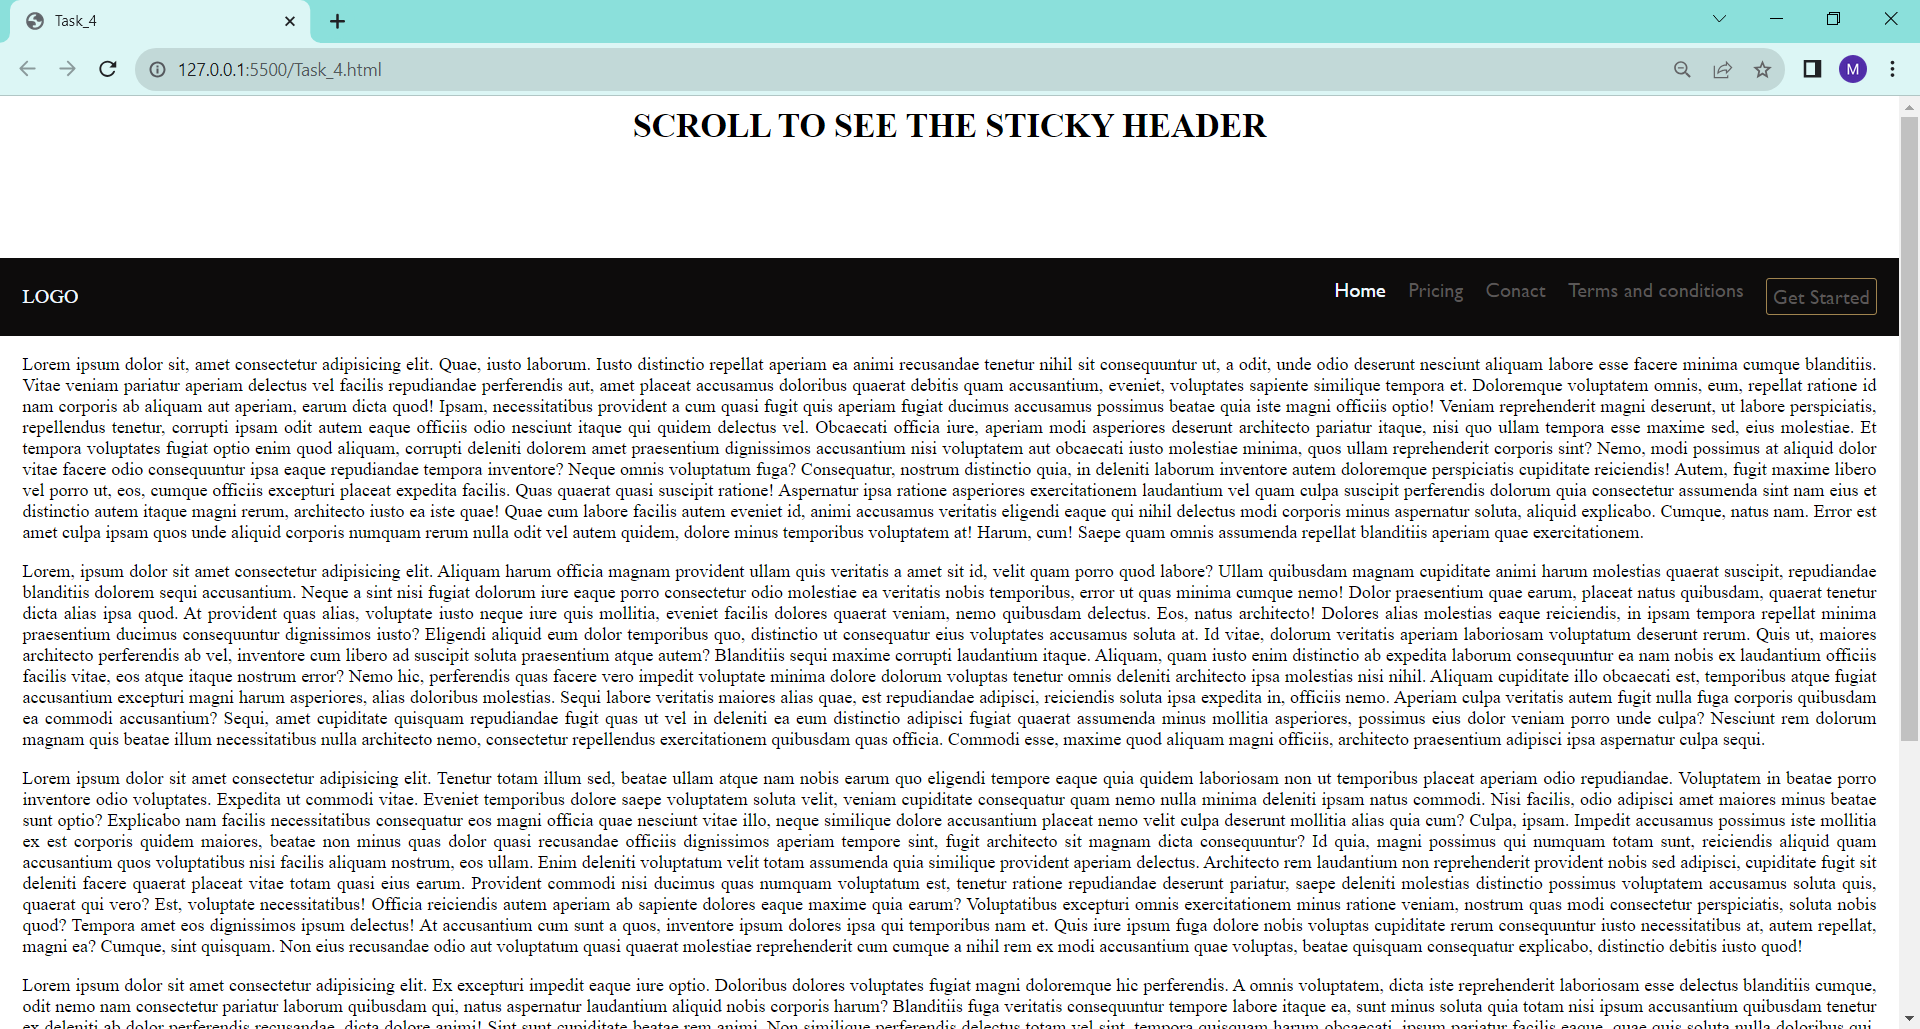 Task_4
127.0.0.1:5500/Task_4.html
M
SCROLL TO SEE THE STICKY HEADER
LOGO
Home Pricing Conact Terms and conditions Get Started
Lorem ipsum dolor sit, amet consectetur adipisicing elit. Quae, iusto laborum. Iusto distinctio repellat aperiam ea animi recusandae tenetur nihil sit consequuntur ut, a odit, unde odio deserunt nesciunt aliquam labore esse facere minima cumque blanditiis.
Vitae veniam pariatur aperiam delectus vel facilis repudiandae perferendis aut, amet placeat accusamus doloribus quaerat debitis quam accusantium, eveniet, voluptates sapiente similique tempora et. Doloremque voluptatem omnis, eum, repellat ratione id
nam corporis ab aliquam aut aperiam, earum dicta quod! Ipsam, necessitatibus provident a cum quasi fugit quis aperiam fugiat ducimus accusamus possimus beatae quia iste magni officiis optio! Veniam reprehenderit magni deserunt, ut labore perspiciatis,
repellendus tenetur, corrupti ipsam odit autem eaque officiis odio nesciunt itaque qui quidem delectus vel. Obcaecati officia iure, aperiam modi asperiores deserunt architecto pariatur itaque, nisi quo ullam tempora esse maxime sed, eius molestiae. Et
tempora voluptates fugiat optio enim quod aliquam, corrupti deleniti dolorem amet praesentium dignissimos accusantium nisi voluptatem aut obcaecati iusto molestiae minima, quos ullam reprehenderit corporis sint? Nemo, modi possimus at aliquid dolor
vitae facere odio consequuntur ipsa eaque repudiandae tempora inventore? Neque omnis voluptatum fuga? Consequatur, nostrum distinctio quia, in deleniti laborum inventore autem doloremque perspiciatis cupiditate reiciendis! Autem, fugit maxime libero
vel porro ut, eos, cumque officiis excepturi placeat expedita facilis. Quas quaerat quasi suscipit ratione! Aspernatur ipsa ratione asperiores exercitationem laudantium vel quam culpa suscipit perferendis dolorum quia consectetur assumenda sint nam eius et
distinctio autem itaque magni rerum, architecto iusto ea iste quae! Quae cum labore facilis autem eveniet id, animi accusamus veritatis eligendi eaque qui nihil delectus modi corporis minus aspernatur soluta, aliquid explicabo. Cumque, natus nam. Error est
amet culpa ipsam quos unde aliquid corporis numquam rerum nulla odit vel autem quidem, dolore minus temporibus voluptatem at! Harum, cum! Saepe quam omnis assumenda repellat blanditiis aperiam quae exercitationem.
Lorem, ipsum dolor sit amet consectetur adipisicing elit. Aliquam harum officia magnam provident ullam quis veritatis a amet sit id, velit quam porro quod labore? Ullam quibusdam magnam cupiditate animi harum molestias quaerat suscipit, repudiandae
blanditiis dolorem sequi accusantium. Neque a sint nisi fugiat dolorum iure eaque porro consectetur odio molestiae ea veritatis nobis temporibus, error ut quas minima cumque nemo! Dolor praesentium quae earum, placeat natus quibusdam, quaerat tenetur
dicta alias ipsa quod. At provident quas alias, voluptate iusto neque iure quis mollitia, eveniet facilis dolores quaerat veniam, nemo quibusdam delectus. Eos, natus architecto! Dolores alias molestias eaque reiciendis, in ipsam tempora repellat minima
praesentium ducimus consequuntur dignissimos iusto? Eligendi aliquid eum dolor temporibus quo, distinctio ut consequatur eius voluptates accusamus soluta at. Id vitae, dolorum veritatis aperiam laboriosam voluptatum deserunt rerum. Quis ut, maiores
architecto perferendis ab vel, inventore cum libero ad suscipit soluta praesentium atque autem? Blanditiis sequi maxime corrupti laudantium itaque. Aliquam, quam iusto enim distinctio ab expedita laborum consequuntur ea nam nobis ex laudantium officiis
facilis vitae, eos atque itaque nostrum error? Nemo hic, perferendis quas facere vero impedit voluptate minima dolore dolorum voluptas tenetur omnis deleniti architecto ipsa molestias nisi nihil. Aliquam cupiditate illo obcaecati est, temporibus atque fugiat
accusantium excepturi magni harum asperiores, alias doloribus molestias. Sequi labore veritatis maiores alias quae, est repudiandae adipisci, reiciendis soluta ipsa expedita in, officiis nemo. Aperiam culpa veritatis autem fugit nulla fuga corporis quibusdam
ea commodi accusantium? Sequi, amet cupiditate quisquam repudiandae fugit quas ut vel in deleniti ea eum distinctio adipisci fugiat quaerat assumenda minus mollitia asperiores, possimus eius dolor veniam porro unde culpa? Nesciunt rem dolorum
magnam quis beatae illum necessitatibus nulla architecto nemo, consectetur repellendus exercitationem quibusdam quas officia. Commodi esse, maxime quod aliquam magni officiis, architecto praesentium adipisci ipsa aspernatur culpa sequi.
Lorem ipsum dolor sit amet consectetur adipisicing elit. Tenetur totam illum sed, beatae ullam atque nam nobis earum quo eligendi tempore eaque quia quidem laboriosam non ut temporibus placeat aperiam odio repudiandae. Voluptatem in beatae porro
inventore odio voluptates. Expedita ut commodi vitae. Eveniet temporibus dolore saepe voluptatem soluta velit, veniam cupiditate consequatur quam nemo nulla minima deleniti ipsam natus commodi. Nisi facilis, odio adipisci amet maiores minus beatae
sunt optio? Explicabo nam facilis necessitatibus consequatur eos magni officia quae nesciunt vitae illo, neque similique dolore accusantium placeat nemo velit culpa deserunt mollitia alias quia cum? Culpa, ipsam. Impedit accusamus possimus iste mollitia
ex est corporis quidem maiores, beatae non minus quas dolor quasi recusandae officiis dignissimos aperiam tempore sint, fugit architecto sit magnam dicta consequuntur? Id quia, magni possimus qui numquam totam sunt, reiciendis aliquid quam
accusantium quos voluptatibus nisi facilis aliquam nostrum, eos ullam. Enim deleniti voluptatum velit totam assumenda quia similique provident aperiam delectus. Architecto rem laudantium non reprehenderit provident nobis sed adipisci, cupiditate fugit sit
deleniti facere quaerat placeat vitae totam quasi eius earum. Provident commodi nisi ducimus quas numquam voluptatum est, tenetur ratione repudiandae deserunt pariatur, saepe deleniti molestias distinctio possimus voluptatem accusamus soluta quis,
quaerat qui vero? Est, voluptate necessitatibus! Officia reiciendis autem aperiam ab sapiente dolores eaque maxime quia earum? Voluptatibus excepturi omnis exercitationem minus ratione veniam, nostrum quas modi consectetur perspiciatis, soluta nobis
quod? Tempora amet eos dignissimos ipsum delectus! At accusantium cum sunt a quos, inventore ipsum dolores ipsa qui temporibus nam et. Quis iure ipsum fuga dolore nobis voluptas cupiditate rerum consequuntur iusto necessitatibus at, autem repellat,
magni ea? Cumque, sint quisquam. Non eius recusandae odio aut voluptatum quasi quaerat molestiae reprehenderit cum cumque a nihil rem ex modi accusantium quae voluptas, beatae quisquam consequatur explicabo, distinctio debitis iusto quod!
Lorem ipsum dolor sit amet consectetur adipisicing elit. Ex excepturi impedit eaque iure optio. Doloribus dolores voluptates fugiat magni doloremque hic perferendis. A omnis voluptatem, dicta iste reprehenderit laboriosam esse delectus blanditiis cumque,
odit nemo nam consectetur pariatur laborum quibusdam qui, natus aspernatur laudantium aliquid nobis corporis harum? Blanditiis fuga veritatis consequuntur tempore labore itaque ea, sunt minus soluta quia totam nisi ipsum accusantium quibusdam tenetur
ex deleniti ab dolor perferendis recusandae, dicta dolore animi! Sint sunt cupiditate beatae rem animi. Non similique perferendis delectus totam vel sint, tempora quisquam harum obcaecati, ipsum pariatur facilis eaque, quae quis soluta nulla doloribus qui.